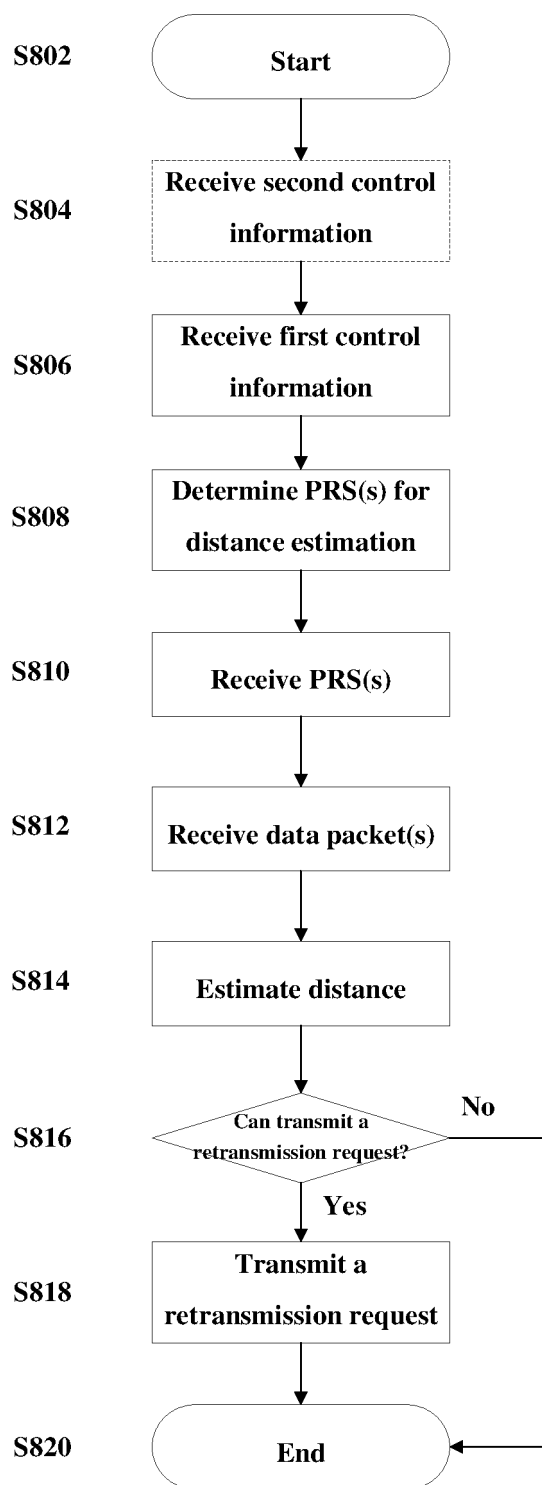 S802
Start
S804
Receive second control
information
S806
Receive first control
information
S808
Determine PRS(s) for
distance estimation
S810
Receive PRS(s)
S812
Receive data packet(s)
S814
Estimate distance
S816
Can transmit a
retransmission request?
No
Yes
S818
Transmit a
retransmission request
S820
End